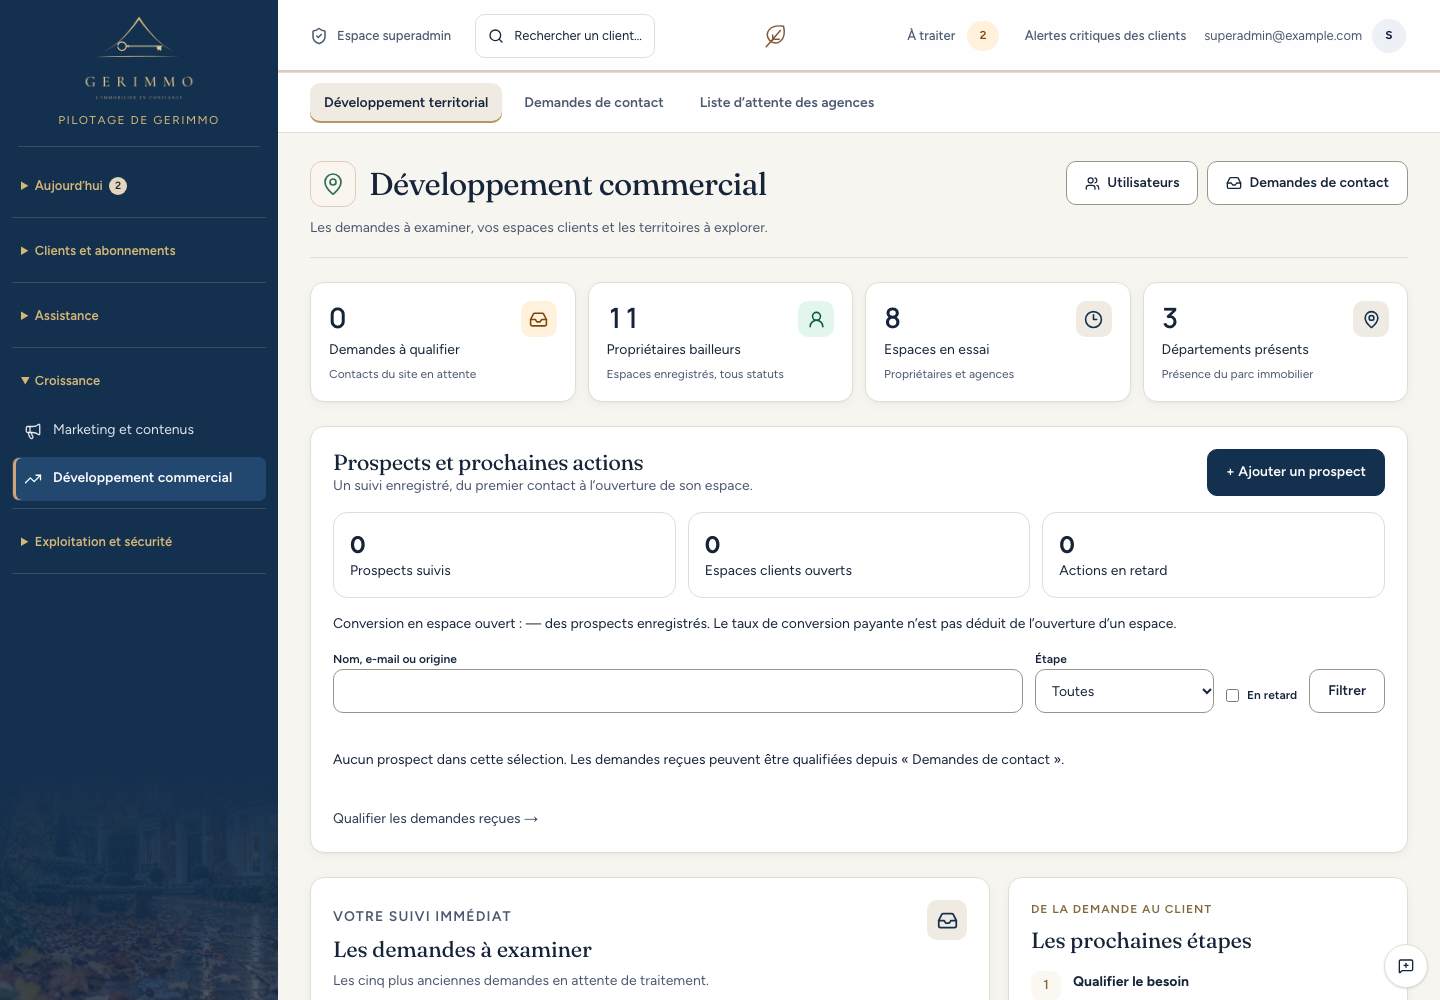 GERIMMO
L'IMMOBILIER EN CONFIANCE
PILOTAGE DE GERIMMO
Aujourd'hui 2
Clients et abonnements
Assistance
Croissance
Marketing et contenus
Développement commercial
Exploitation et sécurité
Espace superadmin
Rechercher un client...
À traiter 2
Alertes critiques des clients
superadmin@example.com S
Développement territorial
Demandes de contact
Liste d’attente des agences
Développement commercial
Utilisateurs
Demandes de contact
Les demandes à examiner, vos espaces clients et les territoires à explorer.
0
Demandes à qualifier
Contacts du site en attente
11
Propriétaires bailleurs
Espaces enregistrés, tous statuts
8
Espaces en essai
Propriétaires et agences
3
Départements présents
Présence du parc immobilier
Prospects et prochaines actions
Un suivi enregistré, du premier contact à l’ouverture de son espace.
+ Ajouter un prospect
0
Prospects suivis
0
Espaces clients ouverts
0
Actions en retard
Conversion en espace ouvert : — des prospects enregistrés. Le taux de conversion payante n’est pas déduit de l’ouverture d’un espace.
Nom, e-mail ou origine
Étape
Toutes
En retard
Filtrer
Aucun prospect dans cette sélection. Les demandes reçues peuvent être qualifiées depuis « Demandes de contact ».
Qualifier les demandes reçues →
VOTRE SUIVI IMMÉDIAT
Les demandes à examiner
Les cinq plus anciennes demandes en attente de traitement.
DE LA DEMANDE AU CLIENT
Les prochaines étapes
1 Qualifier le besoin